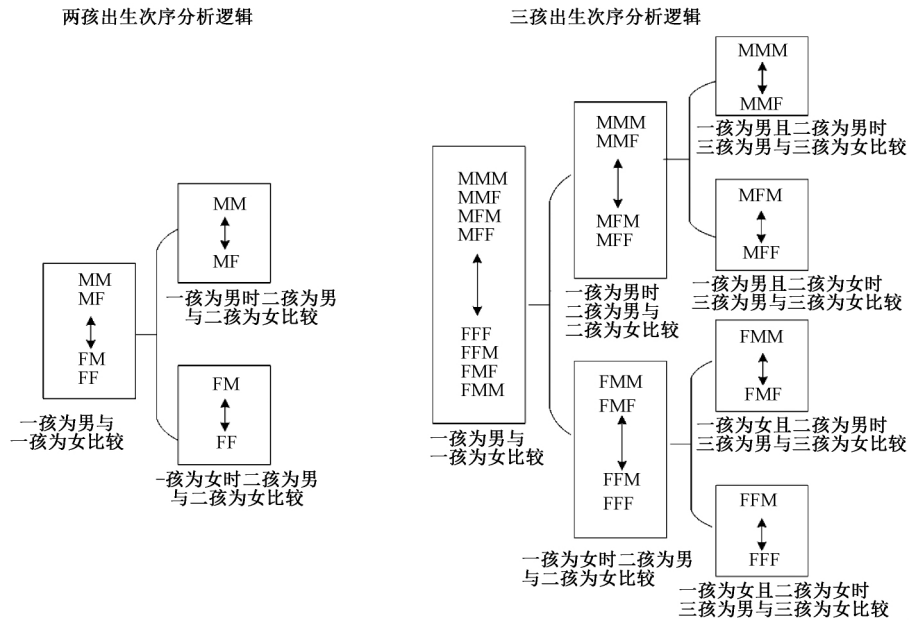 两孩出生次序分析逻辑
MM
MF
FM
FF
一孩为男与
一孩为女比较
MM
MF
一孩为男时二孩为男
与二孩为女比较
FM
FF
一孩为女时二孩为男
与二孩为女比较
三孩出生次序分析逻辑
MMM
MMF
MFM
MFF
FFF
FFM
FMF
FMM
一孩为男与
一孩为女比较
MMM
MMF
MFM
MFF
一孩为男时
二孩为男与
二孩为女比较
FMM
FMF
FFM
FFF
一孩为女时二孩为男
与二孩为女比较
MMM
MMF
一孩为男且二孩为男时
三孩为男与三孩为女比较
MFM
MFF
一孩为男且二孩为女时
三孩为男与三孩为女比较
FMM
FMF
一孩为女且二孩为男时
三孩为男与三孩为女比较
FFM
FFF
一孩为女且二孩为女时
三孩为男与三孩为女比较